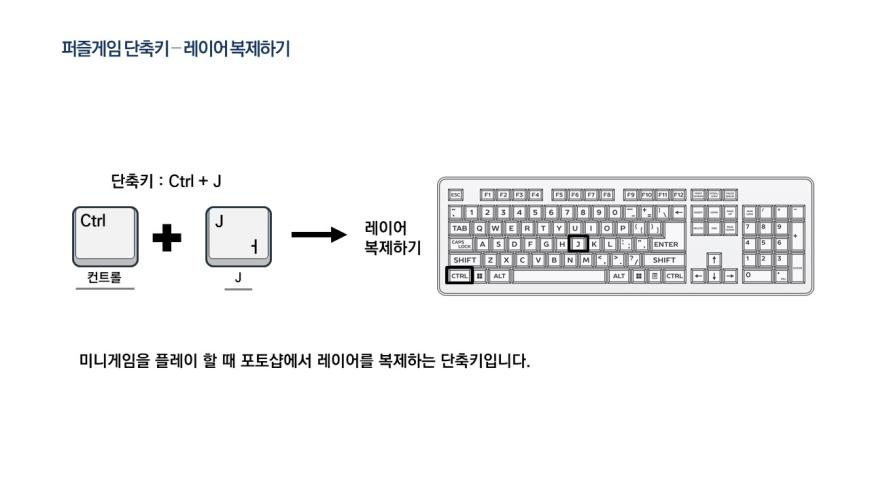 퍼즐게임 단축키 – 레이어 복제하기
단축키 : Ctrl + J
Ctrl
J
ㅓ
컨트롤
J
레이어
복제하기
ESC F1 F2 F3 F4 F5 F6 F7 F8 F9 F10 F11 F12
1 2 3 4 5 6 7 8 9 0 ←
TAB Q W E R T Y U I O P
CAPS LOCK A S D F G H J K L ENTER
SHIFT Z X C V B N M SHIFT ↑
CTRL ALT ALT CTRL ← ↓ →
7 8 9
4 5 6
1 2 3
0
미니게임을 플레이 할 때 포토샵에서 레이어를 복제하는 단축키입니다.